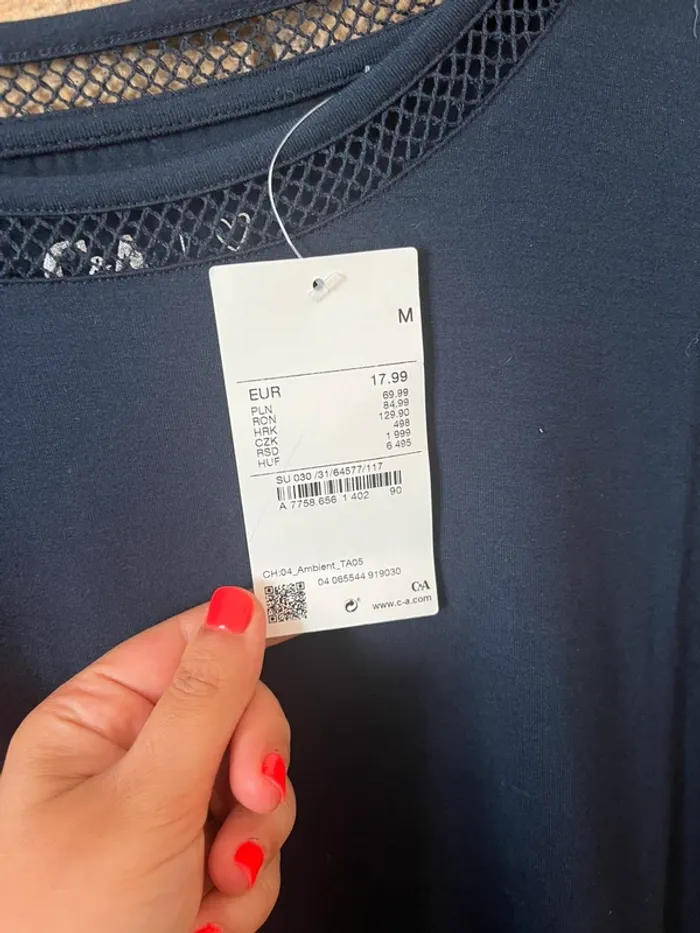 C&A
M
EUR 17.99
PLN 69.99
RON 84.99
HRK 129.90
CZK 498
RSD 1 999
HUF 6 495
SU 030 /31/64577/117
A 7758.656 1 402 90
CH:04_Ambient_TA05
04 065544 919030
C&A
www.c-a.com